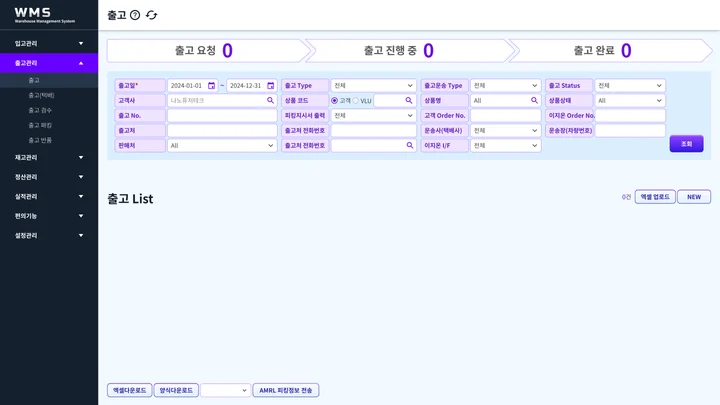 WMS
Warehouse Management System
입고관리
출고관리
출고
출고(택배)
출고 검수
출고 패킹
출고 반품
재고관리
정산관리
실적관리
편의기능
설정관리
출고 ?
출고 요청 0
출고 진행 중 0
출고 완료 0
출고일* 2024-01-01 ~ 2024-12-31 출고 Type 전체 출고운송 Type 전체 출고 Status 전체
고객사 나노퓨처테크 상품 코드 고객 VLU 상품명 All 상품상태 All
출고 No. 피킹지시서 출력 전체 고객 Order No. 이지온 Order No.
출고처 출고처 전화번호 운송사(택배사) 전체 운송장(차량번호)
판매처 All 출고처 전화번호 이지온 I/F 전체
조회
출고 List
0건 엑셀 업로드 NEW
엑셀다운로드 양식다운로드 AMRL 피킹정보 전송